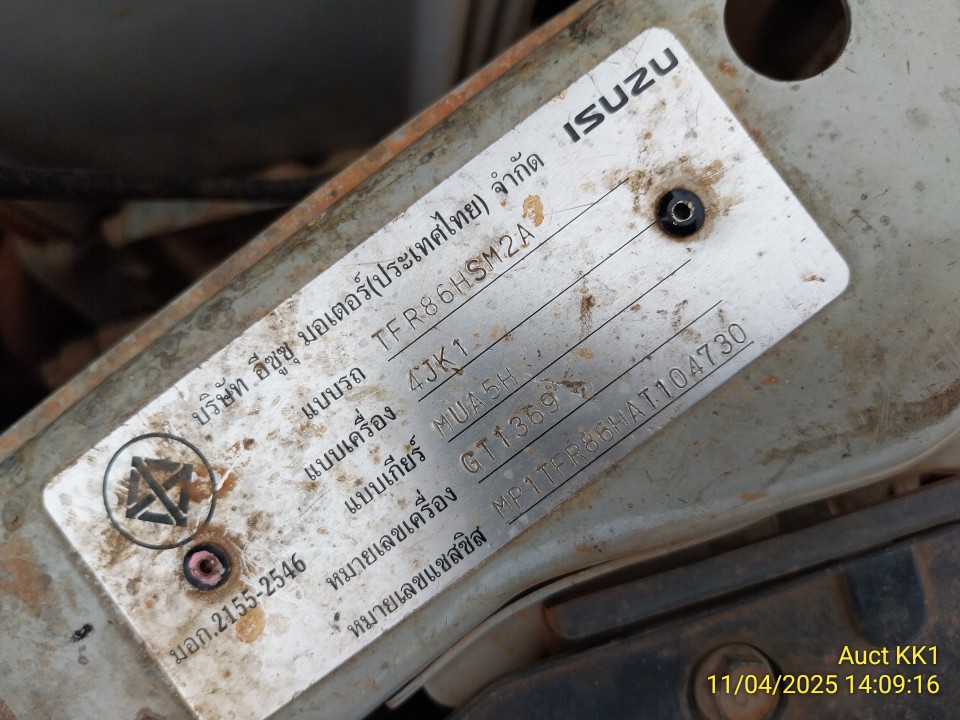 ISUZU
บริษัท อีซูซุ มอเตอร์(ประเทศไทย) จำกัด
แบบรถ TFR86HSM2A
แบบเครื่อง 4JK1
แบบเกียร์ MUA5H
หมายเลขเครื่อง GT1369
หมายเลขแชสซิส MP1TFR86HAT104730
มอก.2155-2546
Auct KK1
11/04/2025 14:09:16